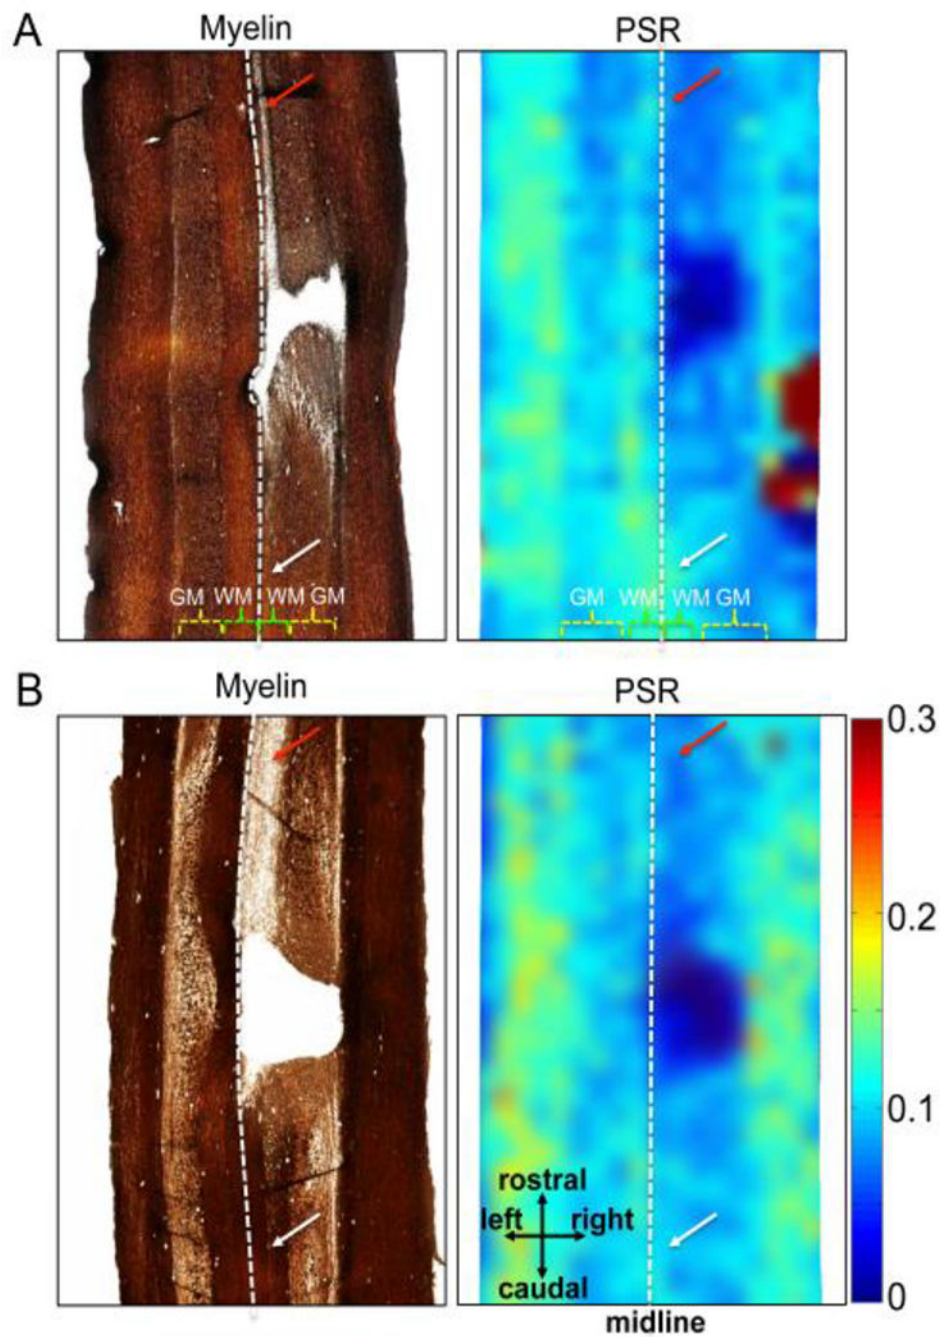 A
Myelin PSR
GM WM WM GM GM WM WM GM
B
Myelin PSR
0.3
0.2
0.1
0
rostral
left right
caudal
midline